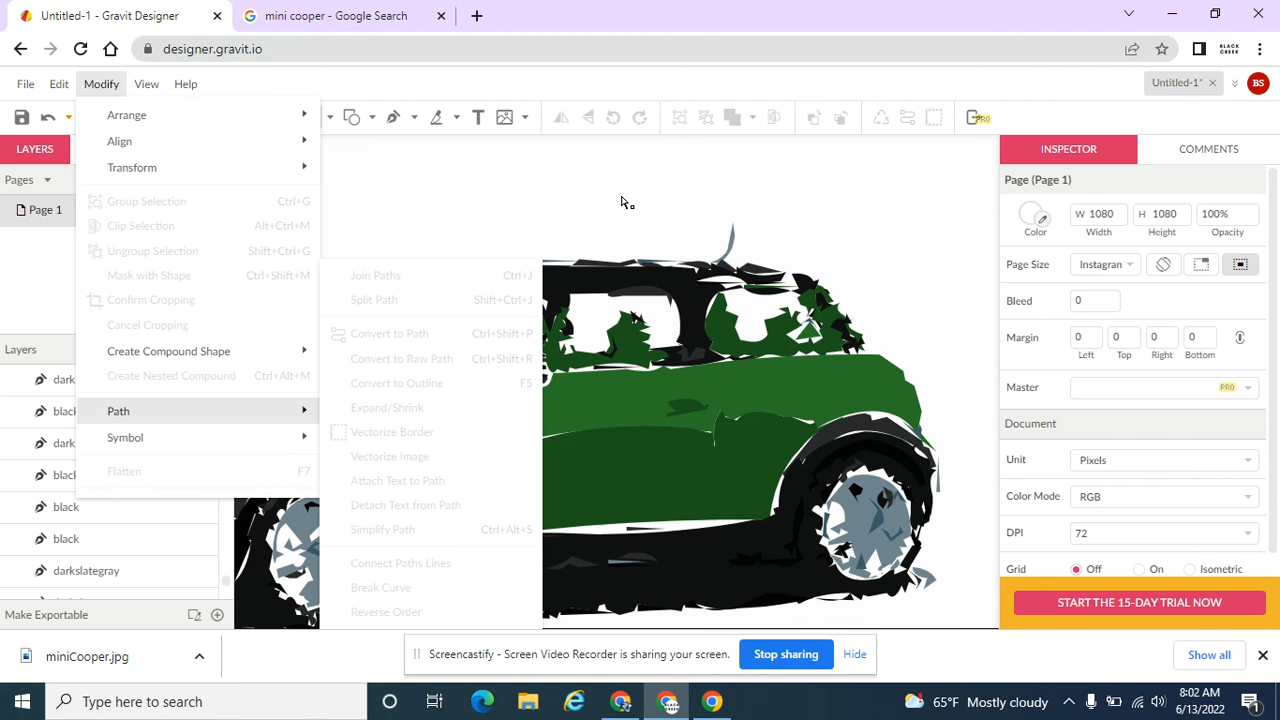 Untitled-1 - Gravit Designer
mini cooper - Google Search
designer.gravit.io
BLACK CREEK
File Edit Modify View Help
Untitled-1*
BS
PRO
LAYERS
Pages
Page 1
Layers
dark
black
dark
black
black
black
darkslategray
Make Exportable
Arrange
Align
Transform
Group Selection Ctrl+G
Clip Selection Alt+Ctrl+M
Ungroup Selection Shift+Ctrl+G
Mask with Shape Ctrl+Shift+M
Confirm Cropping
Cancel Cropping
Create Compound Shape
Create Nested Compound Ctrl+Alt+M
Path
Symbol
Flatten F7
Join Paths Ctrl+J
Split Path Shift+Ctrl+J
Convert to Path Ctrl+Shift+P
Convert to Raw Path Ctrl+Shift+R
Convert to Outline F5
Expand/Shrink
Vectorize Border
Vectorize Image
Attach Text to Path
Detach Text from Path
Simplify Path Ctrl+Alt+S
Connect Paths Lines
Break Curve
Reverse Order
INSPECTOR COMMENTS
Page (Page 1)
W 1080 H 1080 100%
Color Width Height Opacity
Page Size Instagran
Bleed 0
Margin 0 0 0 0
Left Top Right Bottom
Master PRO
Document
Unit Pixels
Color Mode RGB
DPI 72
Grid Off On Isometric
START THE 15-DAY TRIAL NOW
miniCooper.jpg
Screencastify - Screen Video Recorder is sharing your screen. Stop sharing Hide
Show all
Type here to search
BLACK CREEK
65°F Mostly cloudy
8:02 AM
6/13/2022
1